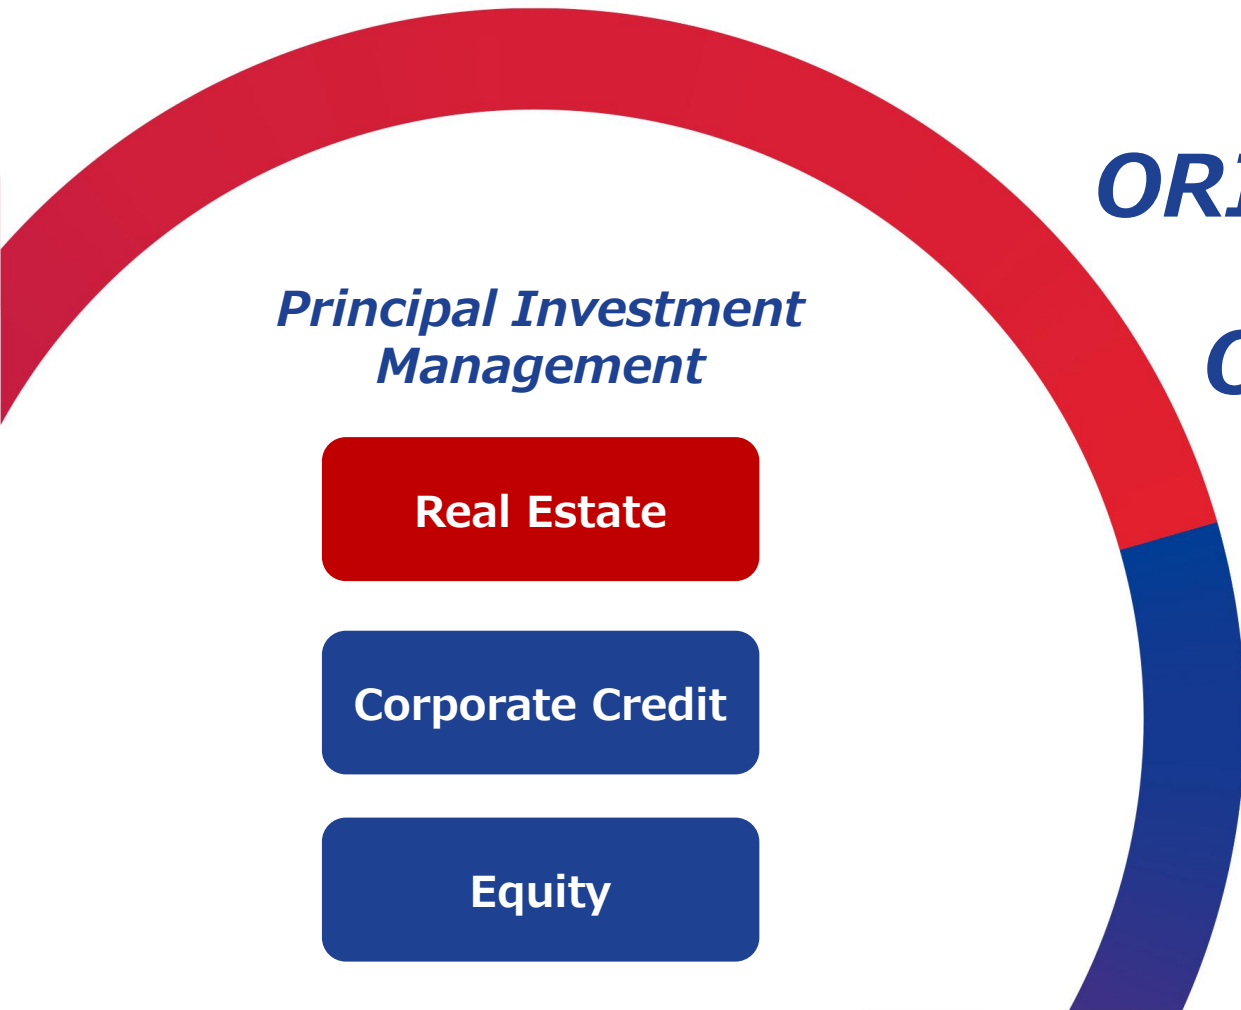 Principal Investment
Management
Real Estate
Corporate Credit
Equity